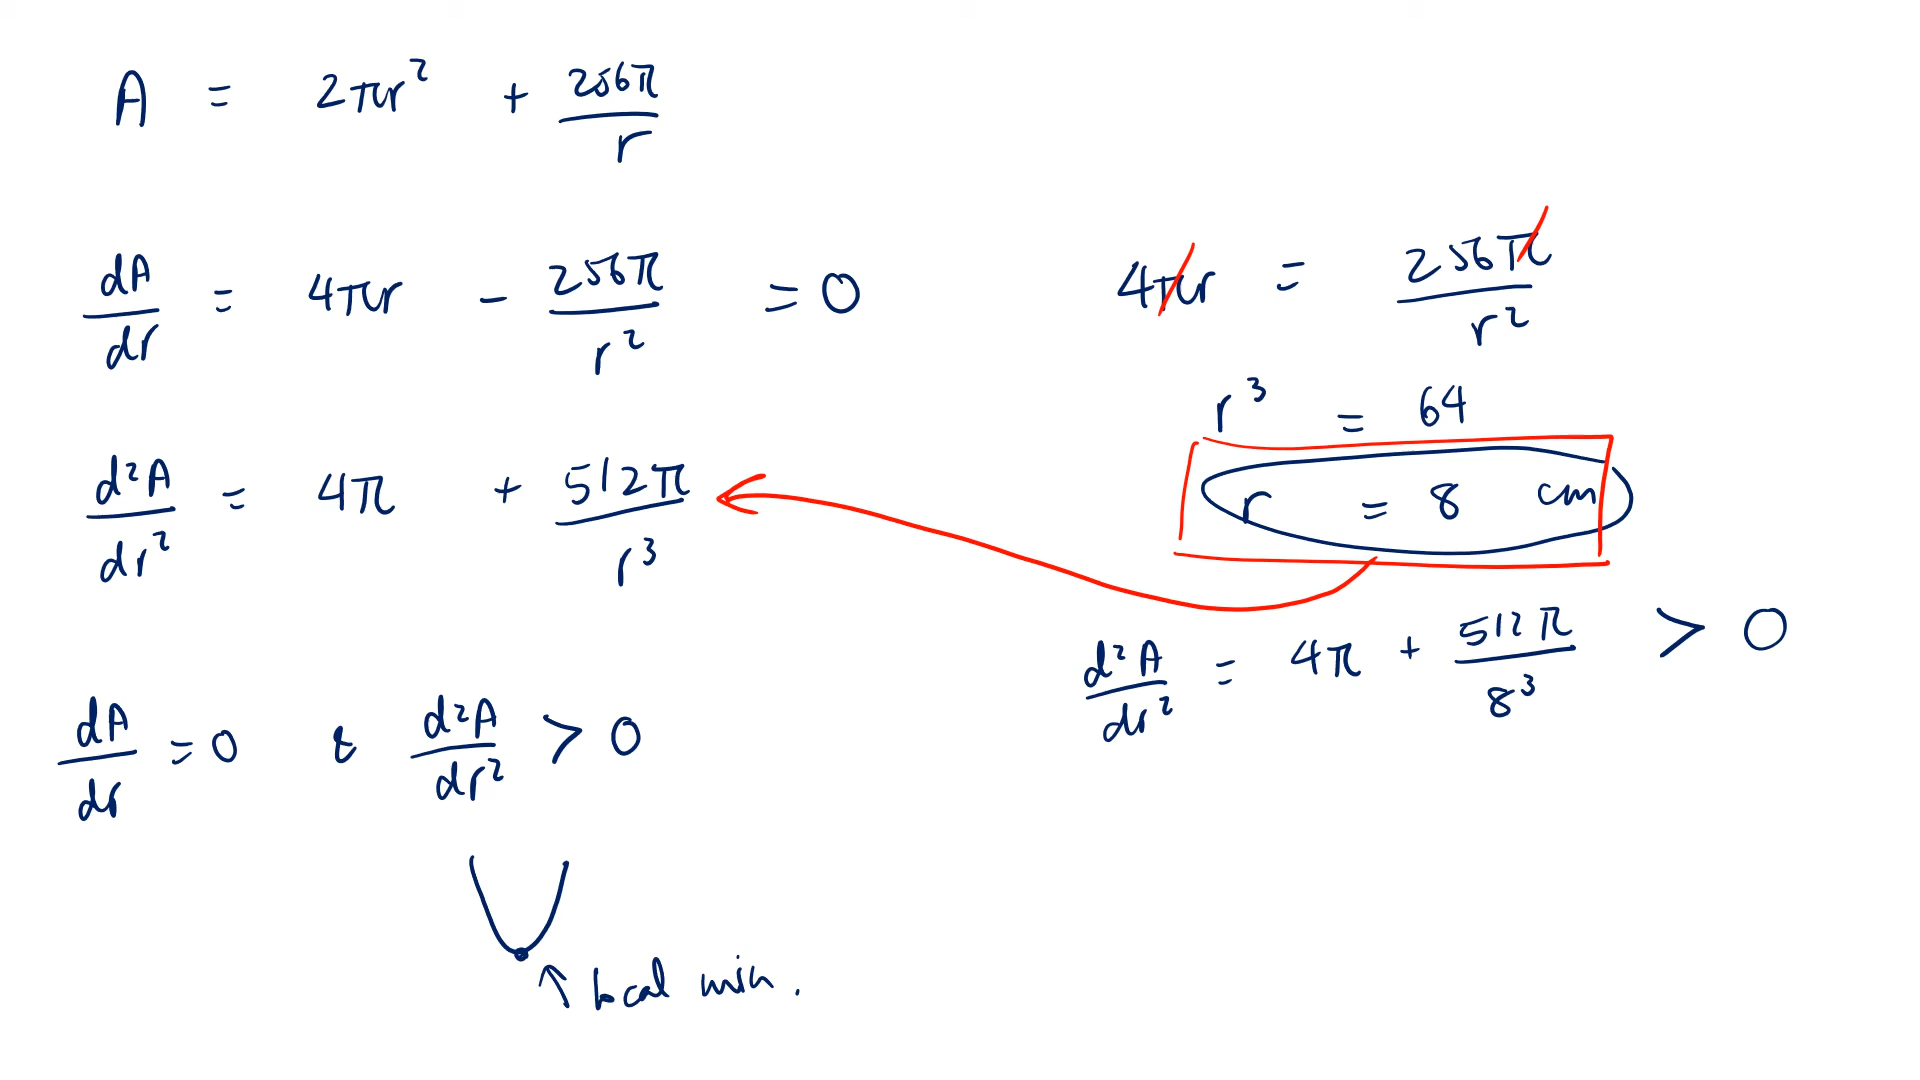 A = 2πr² + 256π/r
dA/dr = 4πr - 256π/r² = 0
d²A/dr² = 4π + 512π/r³
dA/dr = 0 & d²A/dr² > 0
↑ local min.
4πr = 256π/r²
r³ = 64
r = 8 cm
d²A/dr² = 4π + 512π/8³ > 0